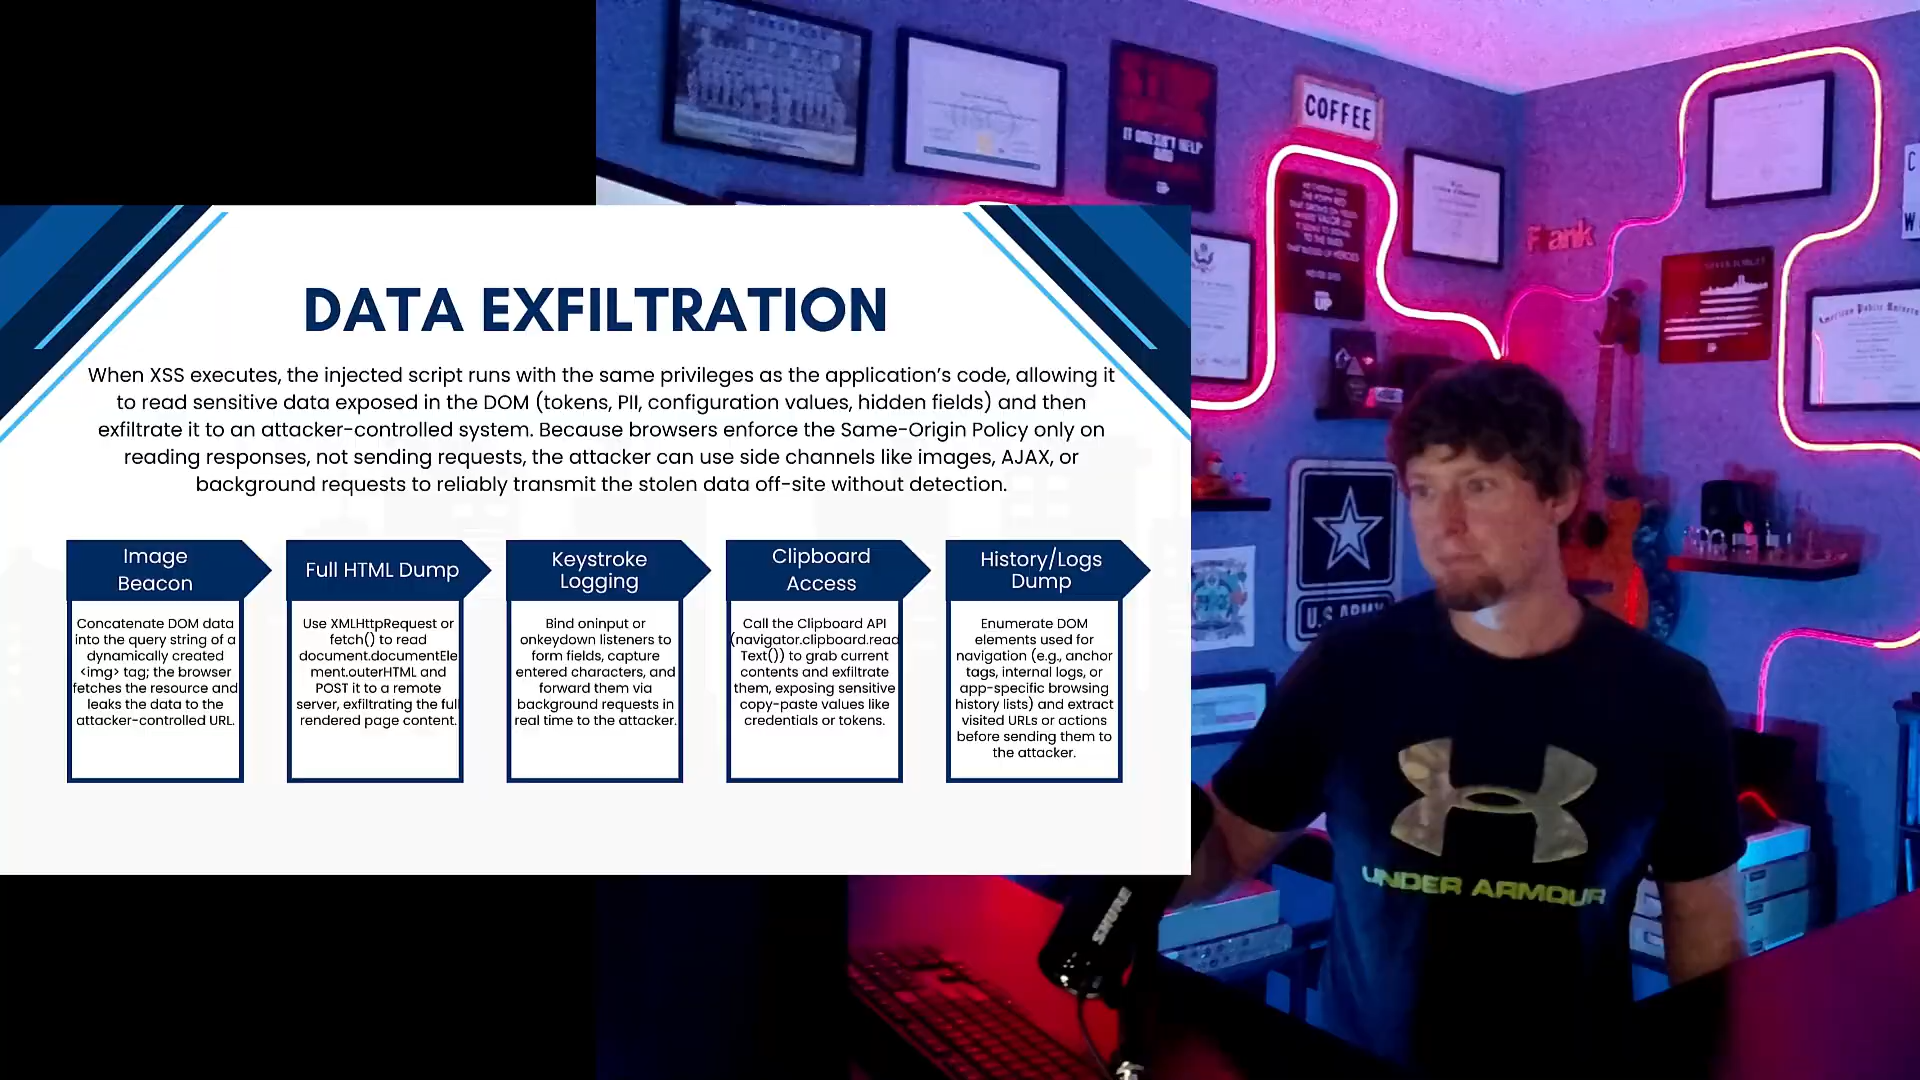 DATA EXFILTRATION
When XSS executes, the injected script runs with the same privileges as the application's code, allowing it
to read sensitive data exposed in the DOM (tokens, PII, configuration values, hidden fields) and then
exfiltrate it to an attacker-controlled system. Because browsers enforce the Same-Origin Policy only on
reading responses, not sending requests, the attacker can use side channels like images, AJAX, or
background requests to reliably transmit the stolen data off-site without detection.
Image
Beacon
Concatenate DOM data
into the query string of a
dynamically created
<img> tag; the browser
fetches the resource and
leaks the data to the
attacker-controlled URL.
Full HTML Dump
Use XMLHttpRequest or
fetch() to read
document.documentEle
ment.outerHTML and
POST it to a remote
server, exfiltrating the full
rendered page content.
Keystroke
Logging
Bind oninput or
onkeydown listeners to
form fields, capture
entered characters, and
forward them via
background requests in
real time to the attacker.
Clipboard
Access
Call the Clipboard API
(navigator.clipboard.read
Text()) to grab current
contents and exfiltrate
them, exposing sensitive
copy-paste values like
credentials or tokens.
History/Logs
Dump
Enumerate DOM
elements used for
navigation (e.g., anchor
tags, internal logs, or
app-specific browsing
history lists) and extract
visited URLs or actions
before sending them to
the attacker.
IT DOESN'T HELP
AND
COFFEE
UP
Frank
American Public Univers
U.S. ARMY
UNDER ARMOUR
SHURE